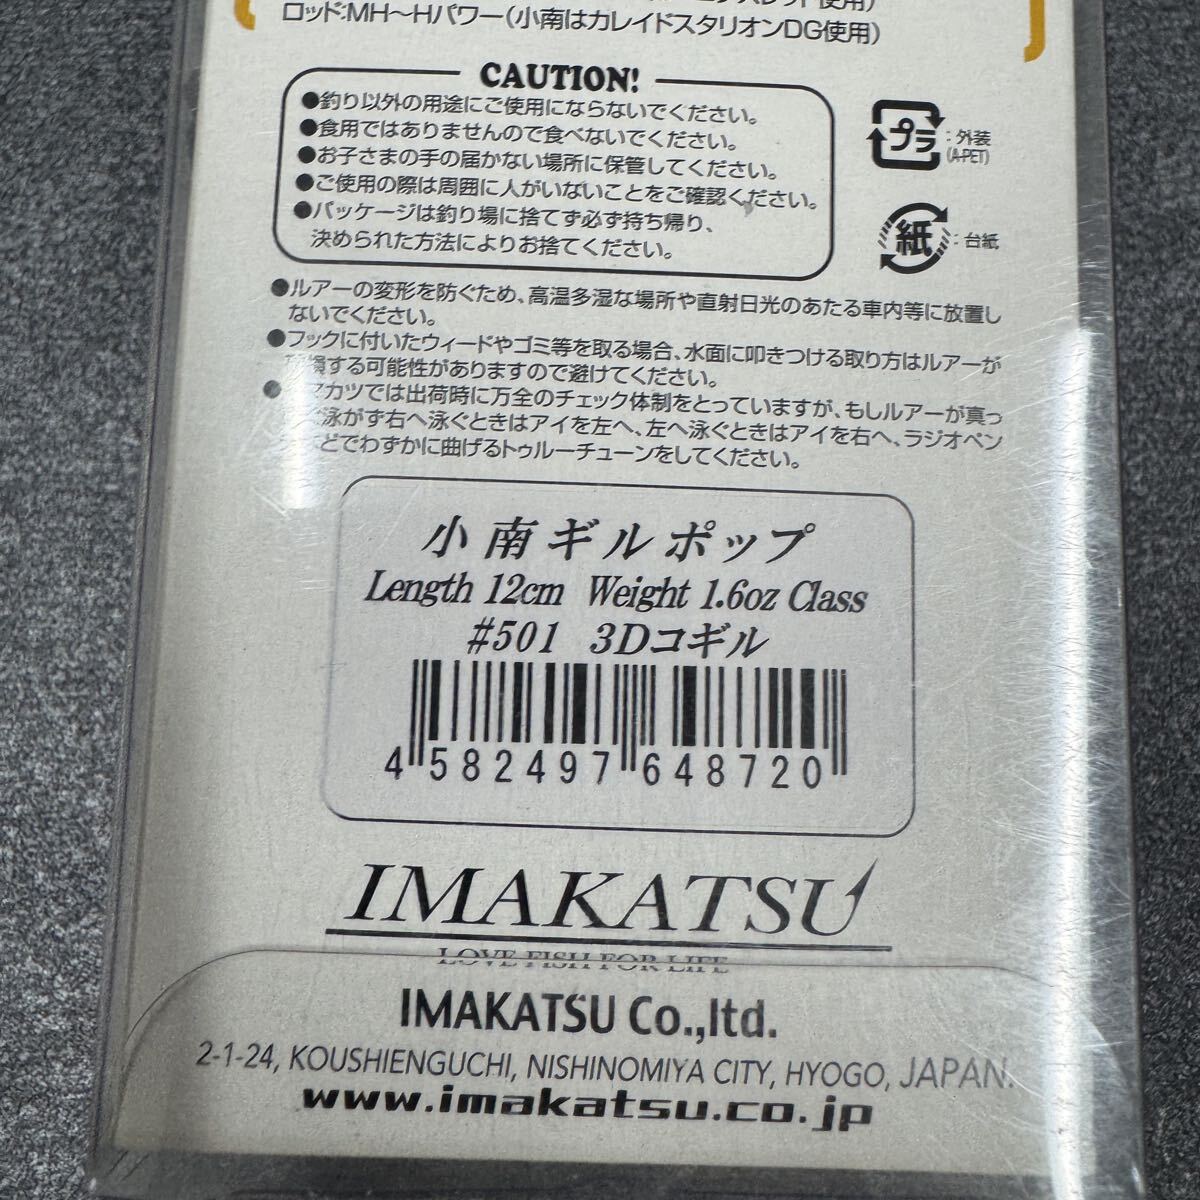 使用)
ロッド:MH〜Hパワー(小南はカレイドスタリオンDG使用)
CAUTION!
●釣り以外の用途にご使用にならないでください。
●食用ではありませんので食べないでください。
●お子さまの手の届かない場所に保管してください。
●ご使用の際は周囲に人がいないことをご確認ください。
●パッケージは釣り場に捨てず必ず持ち帰り、
決められた方法によりお捨てください。
プラ
:外装
(A-PET)
紙
:台紙
●ルアーの変形を防ぐため、高温多湿な場所や直射日光のあたる車内等に放置し
ないでください。
●フックに付いたウィードやゴミ等を取る場合、水面に叩きつける取り方はルアーが
損する可能性がありますので避けてください。
●マカツでは出荷時に万全のチェック体制をとっていますが、もしルアーが真っ
泳がず右へ泳ぐときはアイを左へ、左へ泳ぐときはアイを右へ、ラジオペン
どでわずかに曲げるトゥルーチューンをしてください。
小南ギルポップ
Length 12cm Weight 1.6oz Class
#501 3Dコギル
4 582497 648720
IMAKATSU
LOVE FISH FOR LIFE
IMAKATSU Co.,ltd.
2-1-24, KOUSHIENGUCHI, NISHINOMIYA CITY, HYOGO, JAPAN.
www.imakatsu.co.jp